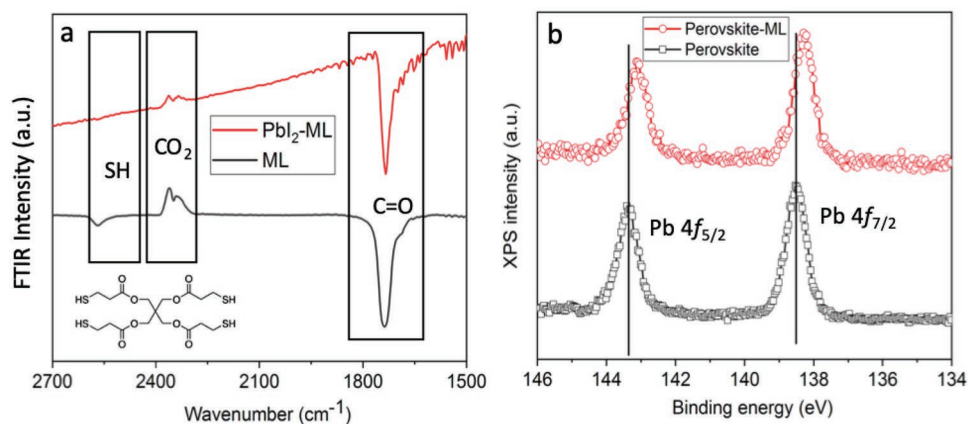 a
SH
CO2
PbI2-ML
ML
C=O
HS
O
O
O
O
SH
HS
O
O
O
O
SH
FTIR Intensity (a.u.)
2700
2400
2100
1800
1500
Wavenumber (cm-1)
b
Perovskite-ML
Perovskite
Pb 4f5/2
Pb 4f7/2
XPS intensity (a.u.)
146
144
142
140
138
136
134
Binding energy (eV)